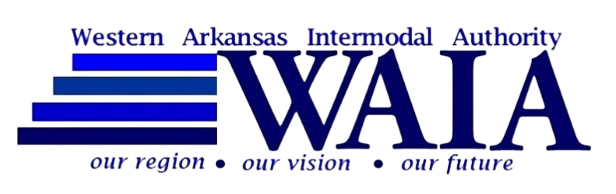 Western Arkansas Intermodal Authority
WAIA
our region • our vision • our future